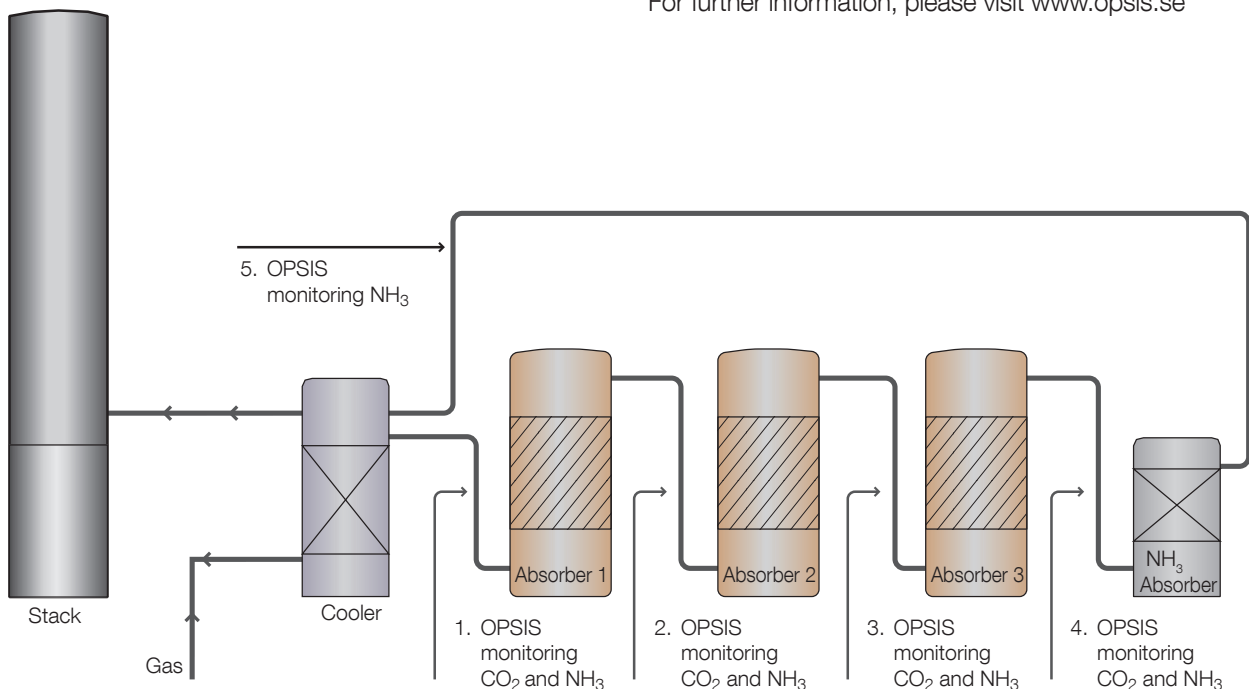 For further information, please visit www.opsis.se
5. OPSIS
monitoring NH₃
Absorber 1
Absorber 2
Absorber 3
NH₃
Absorber
Stack
Cooler
Gas
1. OPSIS
monitoring
CO₂ and NH₃
2. OPSIS
monitoring
CO₂ and NH₃
3. OPSIS
monitoring
CO₂ and NH₃
4. OPSIS
monitoring
CO₂ and NH₃